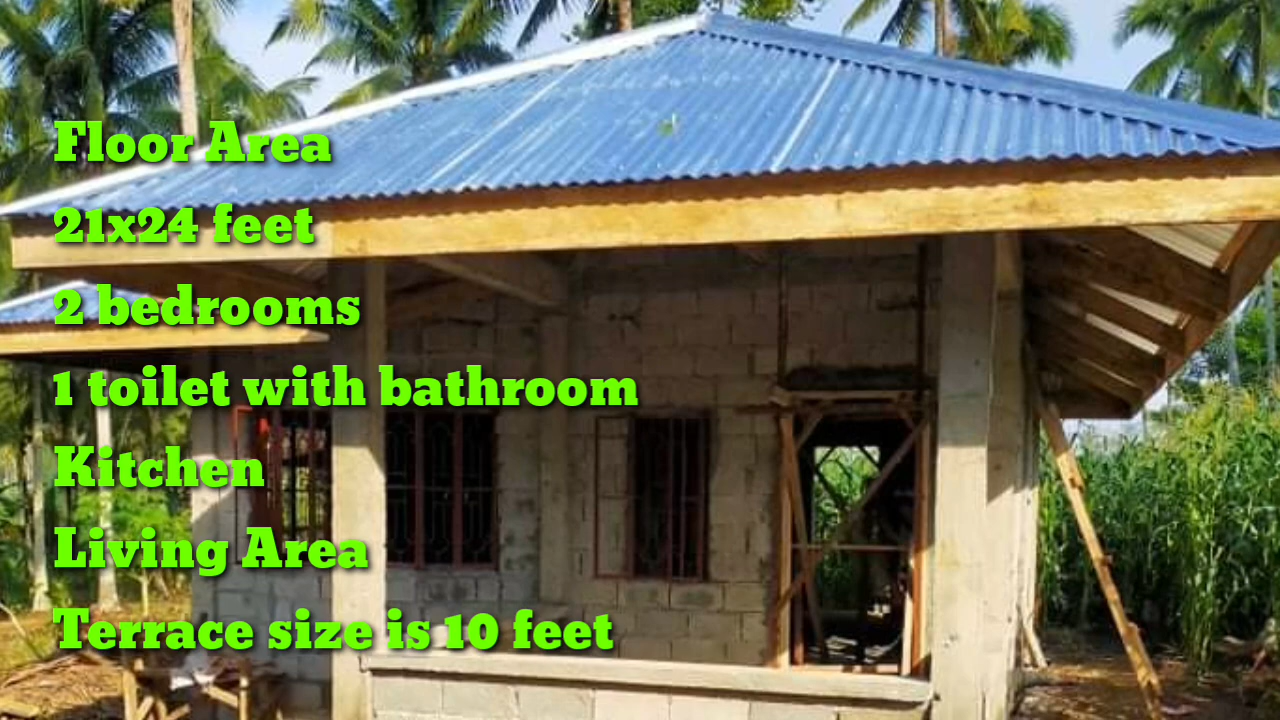 Floor Area
21x24 feet
2 bedrooms
1 toilet with bathroom
Kitchen
Living Area
Terrace size is 10 feet